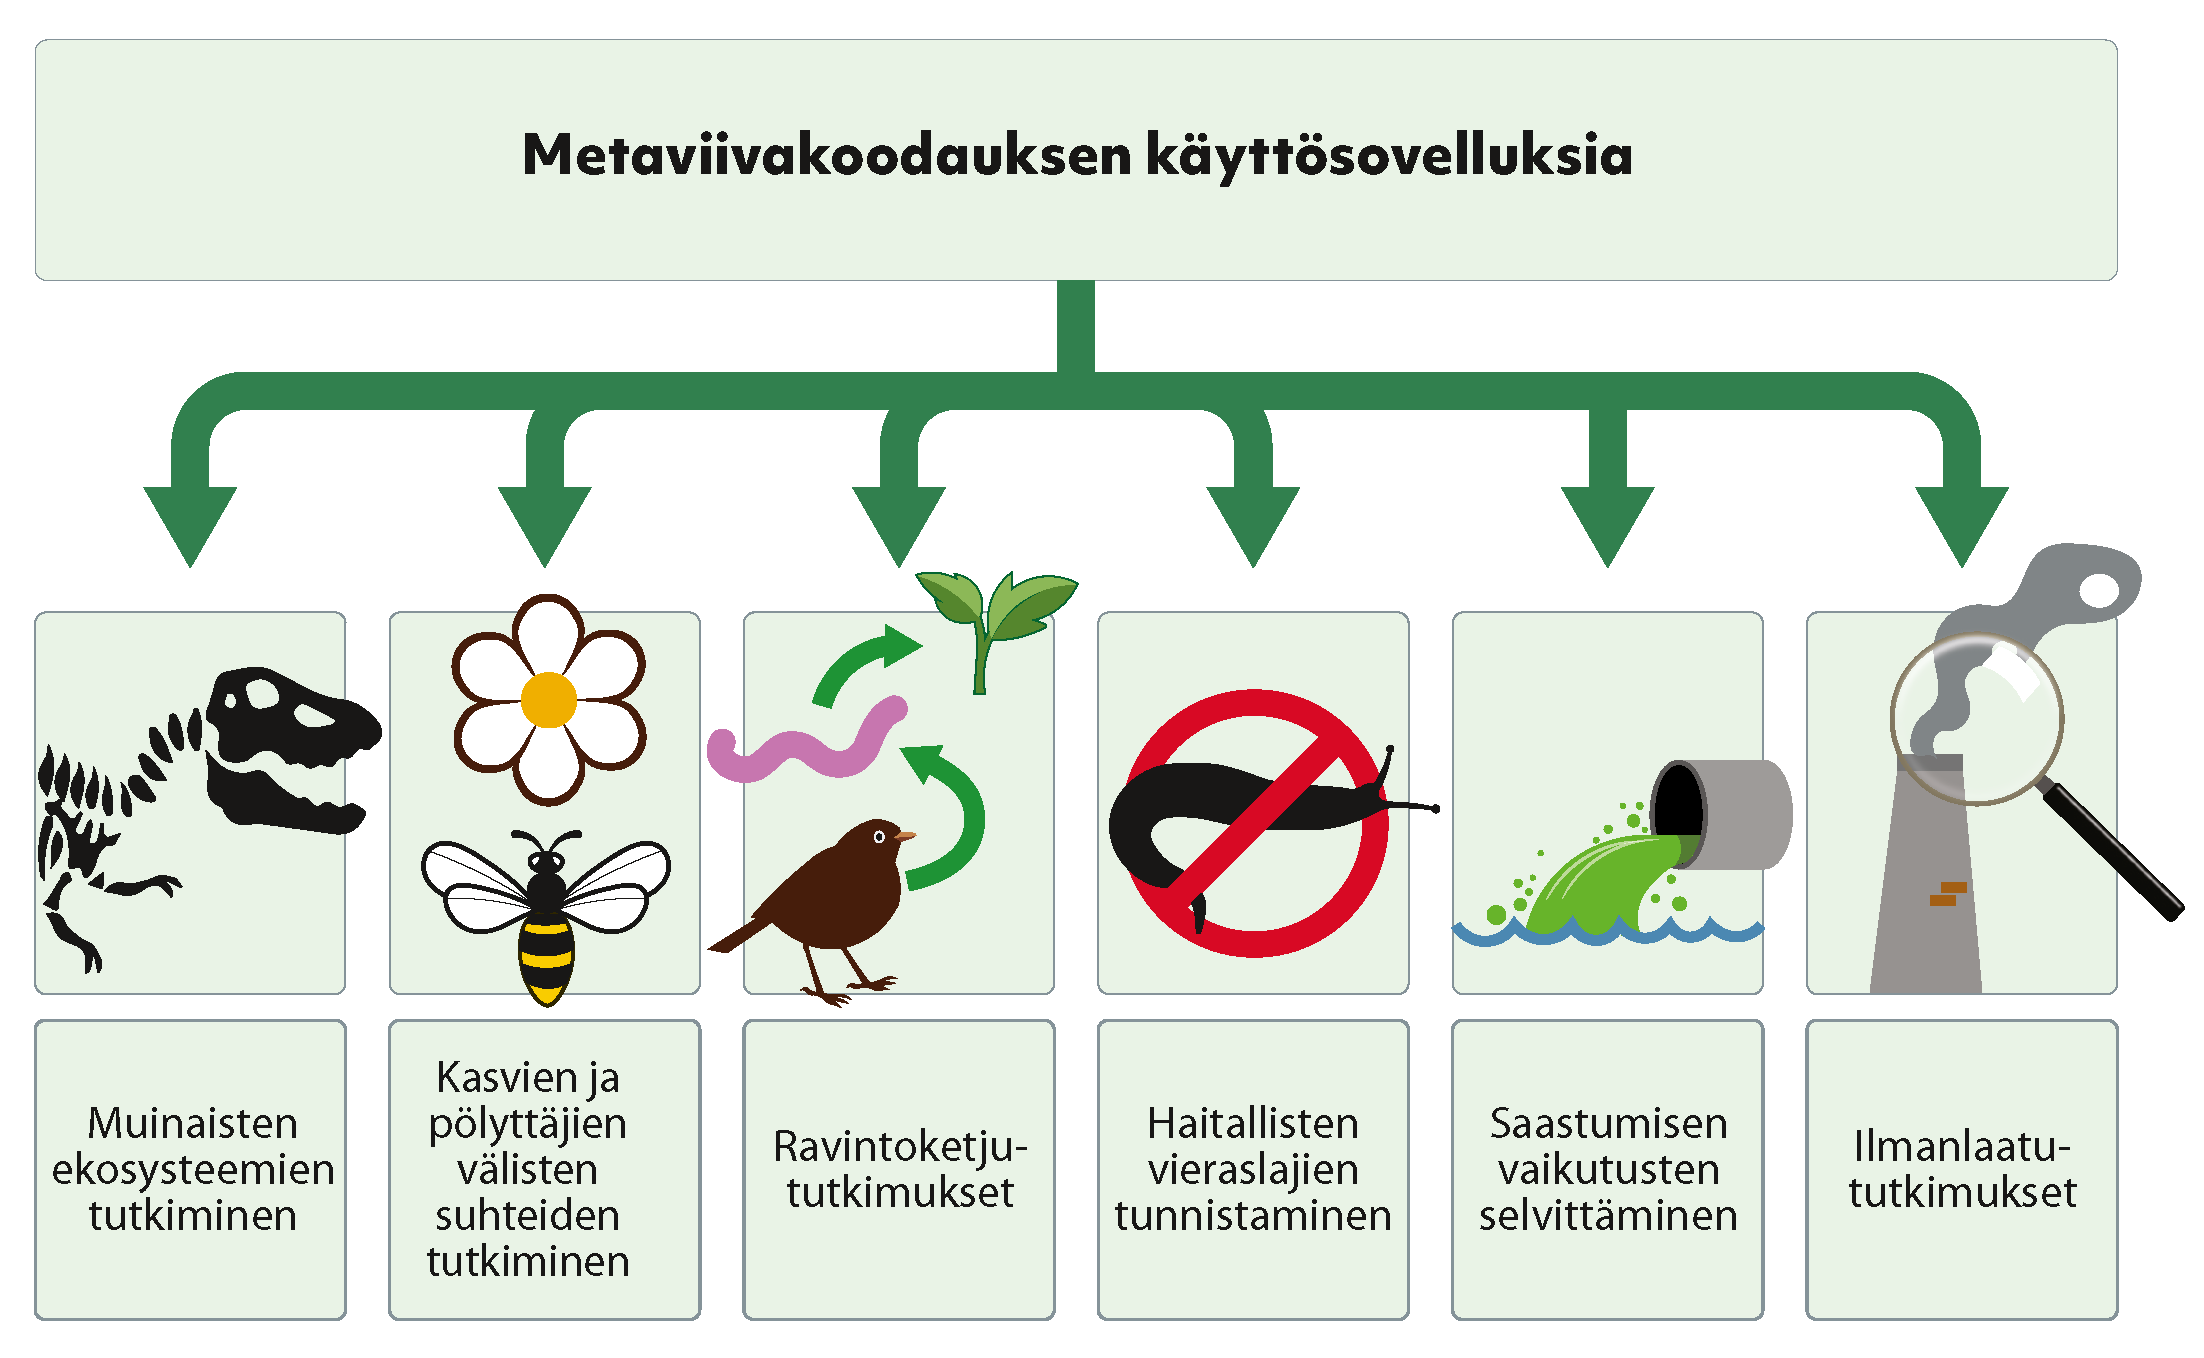 Metaviivakoodauksen käyttösovelluksia
Muinaisten
ekosysteemien
tutkiminen
Kasvien ja
pölyttäjien
välisten
suhteiden
tutkiminen
Ravintoketju-
tutkimukset
Haitallisten
vieraslajien
tunnistaminen
Saastumisen
vaikutusten
selvittäminen
Ilmanlaatu-
tutkimukset